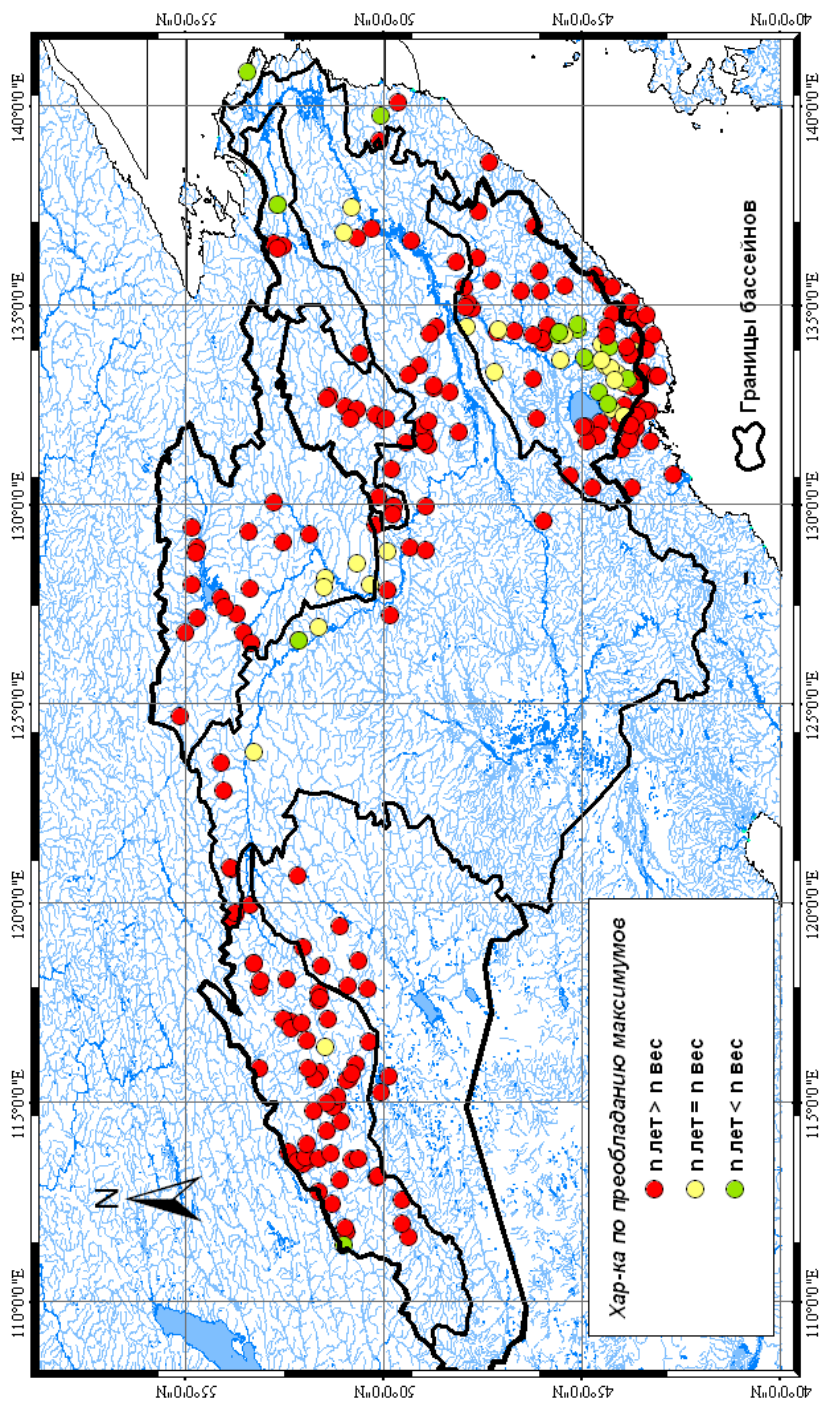 110°0'0"E
115°0'0"E
120°0'0"E
125°0'0"E
130°0'0"E
135°0'0"E
140°0'0"E
55°0'0"N
55°0'0"N
50°0'0"N
50°0'0"N
45°0'0"N
45°0'0"N
40°0'0"N
40°0'0"N
N
Хар-ка по преобладанию максимумов
n лет > n вес
n лет = n вес
n лет < n вес
Границы бассейнов
110°0'0"E
115°0'0"E
120°0'0"E
125°0'0"E
130°0'0"E
135°0'0"E
140°0'0"E